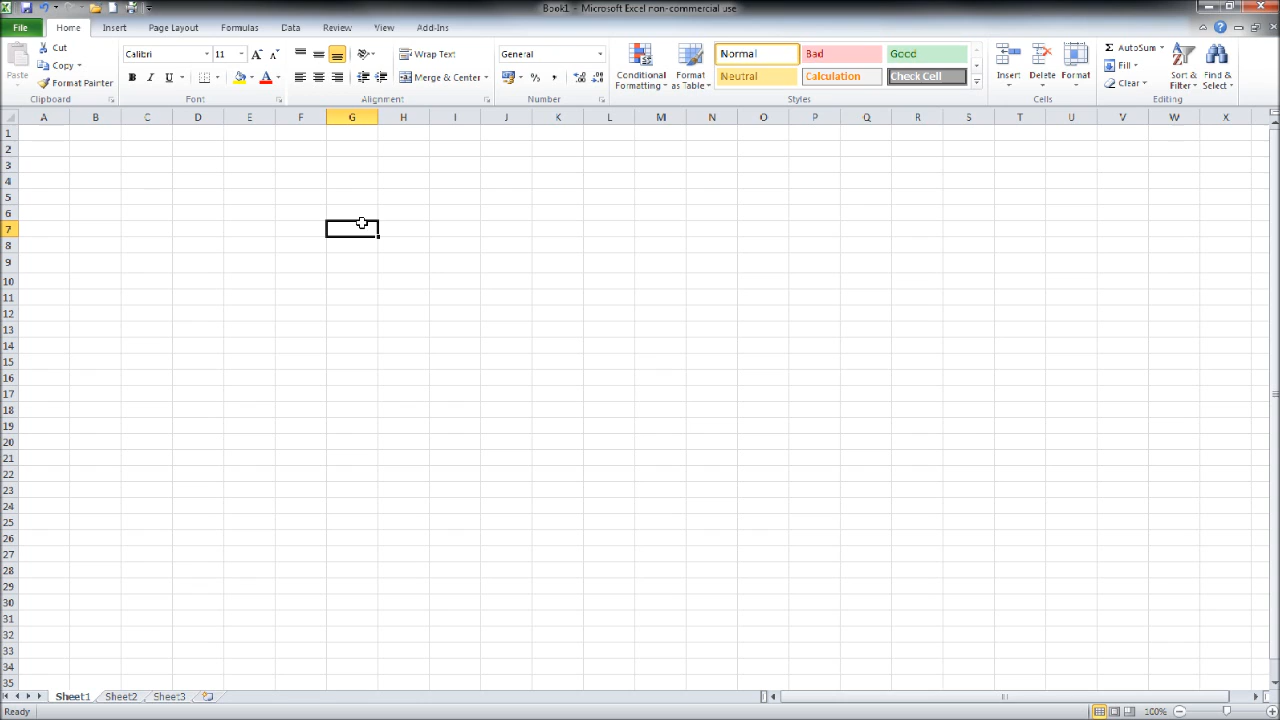 Book1 - Microsoft Excel non-commercial use
File Home Insert Page Layout Formulas Data Review View Add-Ins
Paste
Cut
Copy
Format Painter
Clipboard
Calibri 11
B I U
Font
Wrap Text
Merge & Center
Alignment
General
%
Number
Conditional Formatting
Format as Table
Normal Bad Good
Neutral Calculation Check Cell
Styles
Insert Delete Format
Cells
AutoSum
Fill
Clear
Sort & Filter
Find & Select
Editing
A B C D E F G H I J K L M N O P Q R S T U V W X
1
2
3
4
5
6
7
8
9
10
11
12
13
14
15
16
17
18
19
20
21
22
23
24
25
26
27
28
29
30
31
32
33
34
35
Sheet1 Sheet2 Sheet3
Ready 100%